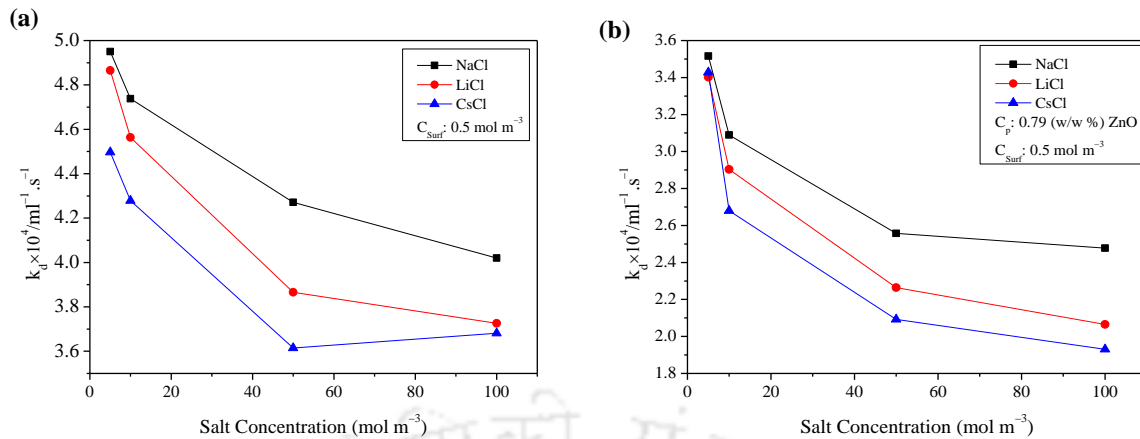 (a)
5.0
4.8
4.6
4.4
4.2
4.0
3.8
3.6
k_d×10⁴/ml⁻¹.s⁻¹
NaCl
LiCl
CsCl
C_Surf: 0.5 mol m⁻³
0 20 40 60 80 100
Salt Concentration (mol m⁻³)
(b)
3.6
3.4
3.2
3.0
2.8
2.6
2.4
2.2
2.0
1.8
k_d×10⁴/ml⁻¹.s⁻¹
NaCl
LiCl
CsCl
C_p: 0.79 (w/w %) ZnO
C_Surf: 0.5 mol m⁻³
0 20 40 60 80 100
Salt Concentration (mol m⁻³)